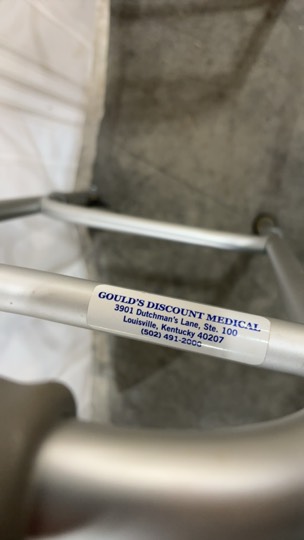 GOULD'S DISCOUNT MEDICAL
3901 Dutchman's Lane, Ste. 100
Louisville, Kentucky 40207
(502) 491-2000